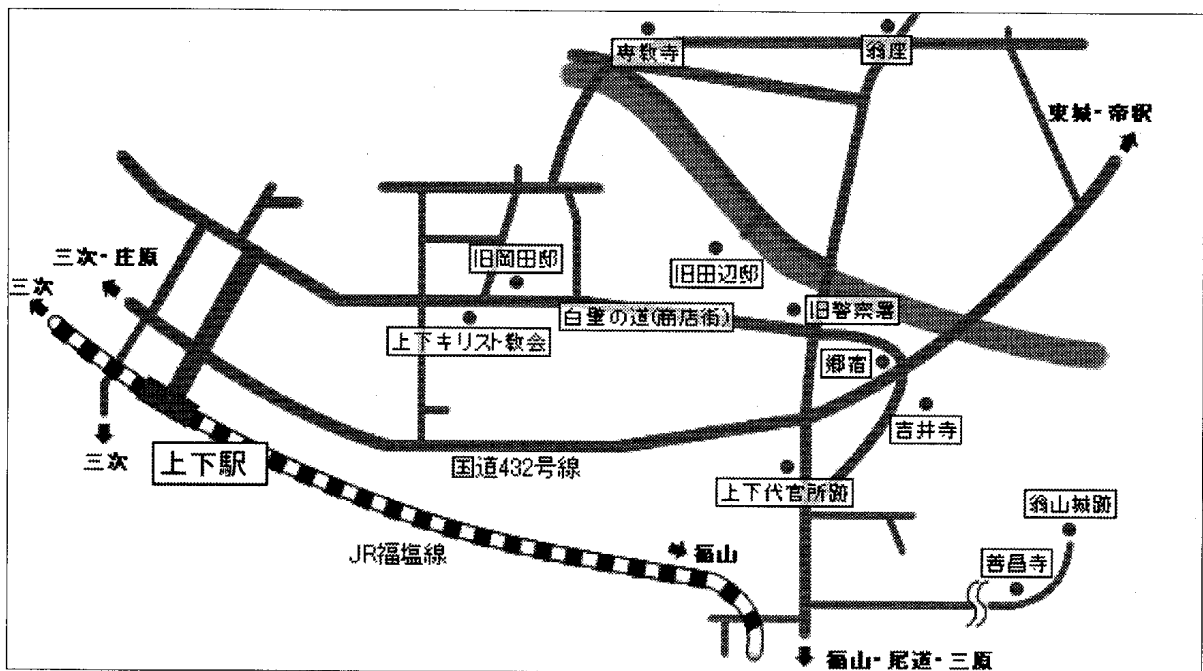 専教寺
翁座
東城・帝釈
三次・庄原
三次
旧岡田邸
旧田辺邸
白壁の道(商店街)
旧警察署
上下キリスト教会
郷宿
吉井寺
三次
上下駅
国道432号線
上下代官所跡
翁山城跡
JR福塩線
福山
善昌寺
福山・尾道・三原